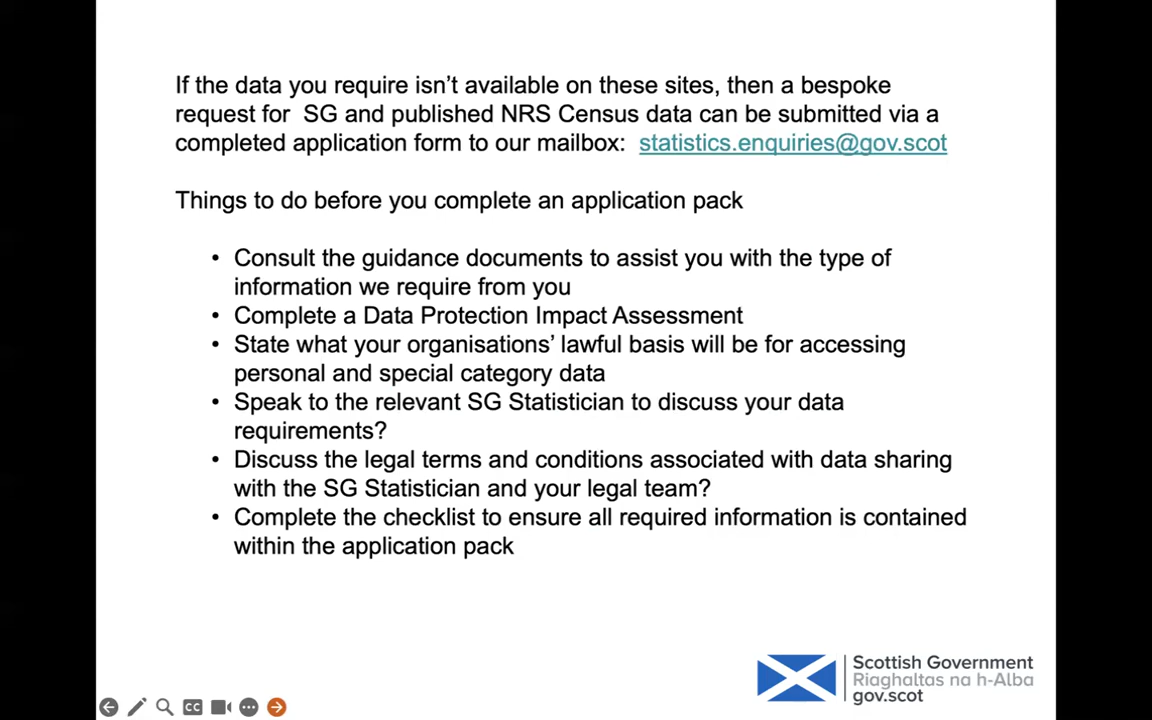 If the data you require isn’t available on these sites, then a bespoke
request for  SG and published NRS Census data can be submitted via a
completed application form to our mailbox:  statistics.enquiries@gov.scot
Things to do before you complete an application pack
• Consult the guidance documents to assist you with the type of
information we require from you
• Complete a Data Protection Impact Assessment
• State what your organisations’ lawful basis will be for accessing
personal and special category data
• Speak to the relevant SG Statistician to discuss your data
requirements?
• Discuss the legal terms and conditions associated with data sharing
with the SG Statistician and your legal team?
• Complete the checklist to ensure all required information is contained
within the application pack
Scottish Government
Riaghaltas na h-Alba
gov.scot
CC